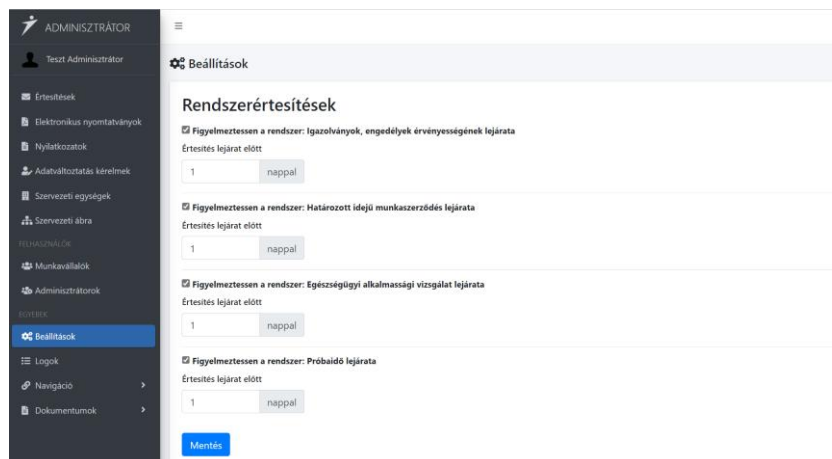 ADMINISZTRÁTOR
Teszt Adminisztrátor
Értesítések
Elektronikus nyomtatványok
Nyilatkozatok
Adatváltoztatás kérelmek
Szervezeti egységek
Szervezeti ábra
FELHASZNÁLÓK
Munkavállalók
Adminisztrátorok
EGYEBEK
Beállítások
Logok
Navigáció
Dokumentumok
Beállítások
Rendszerértesítések
Figyelmeztessen a rendszer: Igazolványok, engedélyek érvényességének lejárata
Értesítés lejárat előtt
1 nappal
Figyelmeztessen a rendszer: Határozott idejű munkaszerződés lejárata
Értesítés lejárat előtt
1 nappal
Figyelmeztessen a rendszer: Egészségügyi alkalmassági vizsgálat lejárata
Értesítés lejárat előtt
1 nappal
Figyelmeztessen a rendszer: Próbaidő lejárata
Értesítés lejárat előtt
1 nappal
Mentés